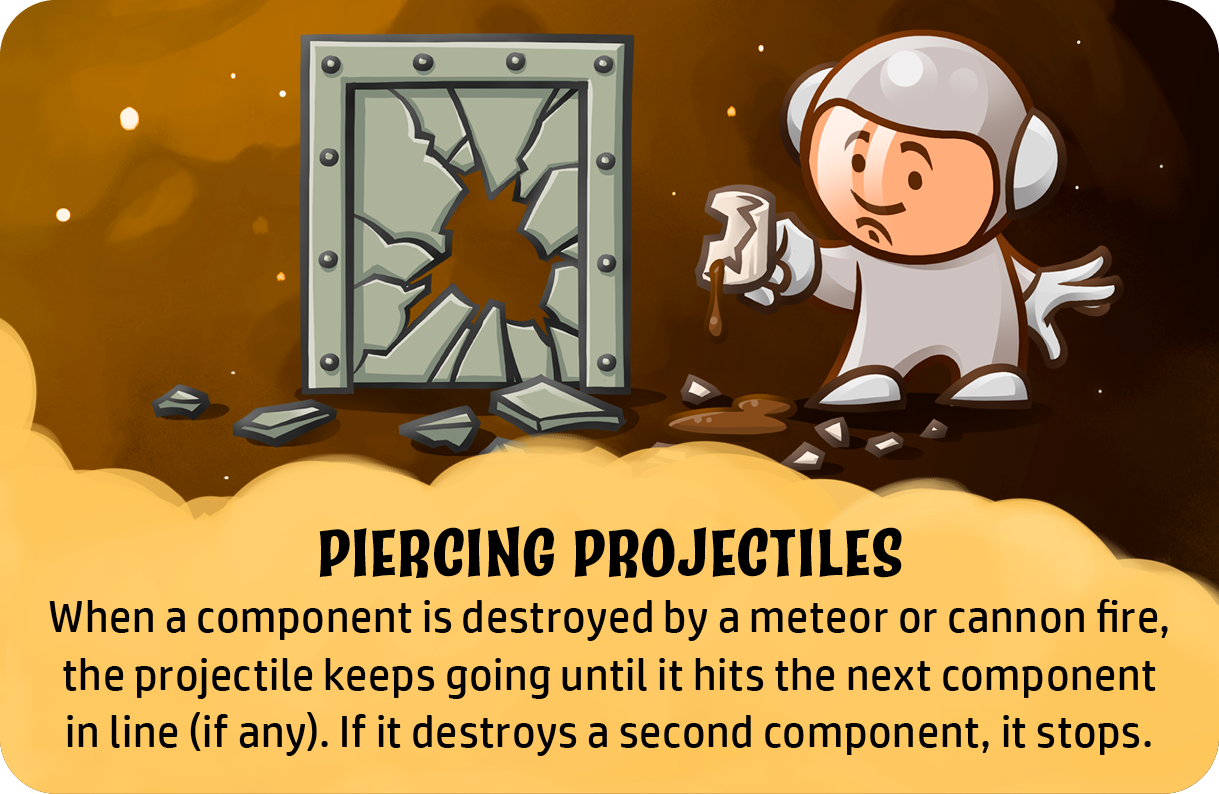 PIERCING PROJECTILES
When a component is destroyed by a meteor or cannon fire,
the projectile keeps going until it hits the next component
in line (if any). If it destroys a second component, it stops.